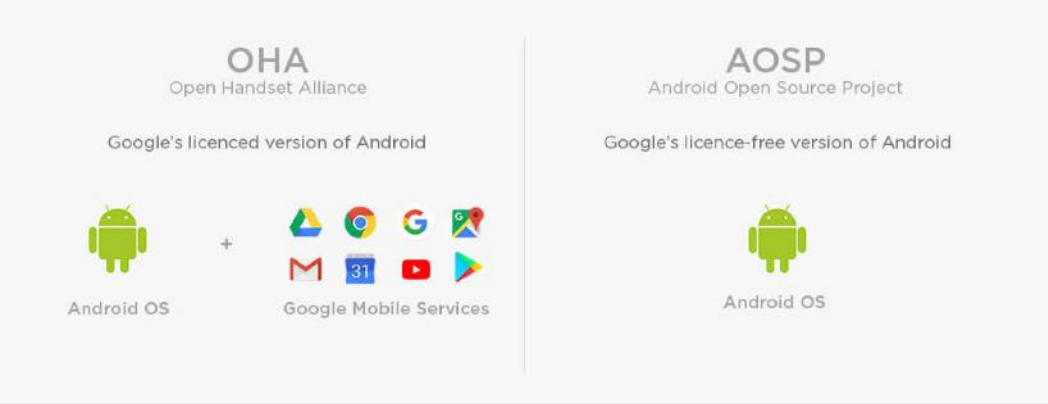 OHA
Open Handset Alliance
Google's licenced version of Android
+
G
31
Android OS
Google Mobile Services
AOSP
Android Open Source Project
Google's licence-free version of Android
Android OS